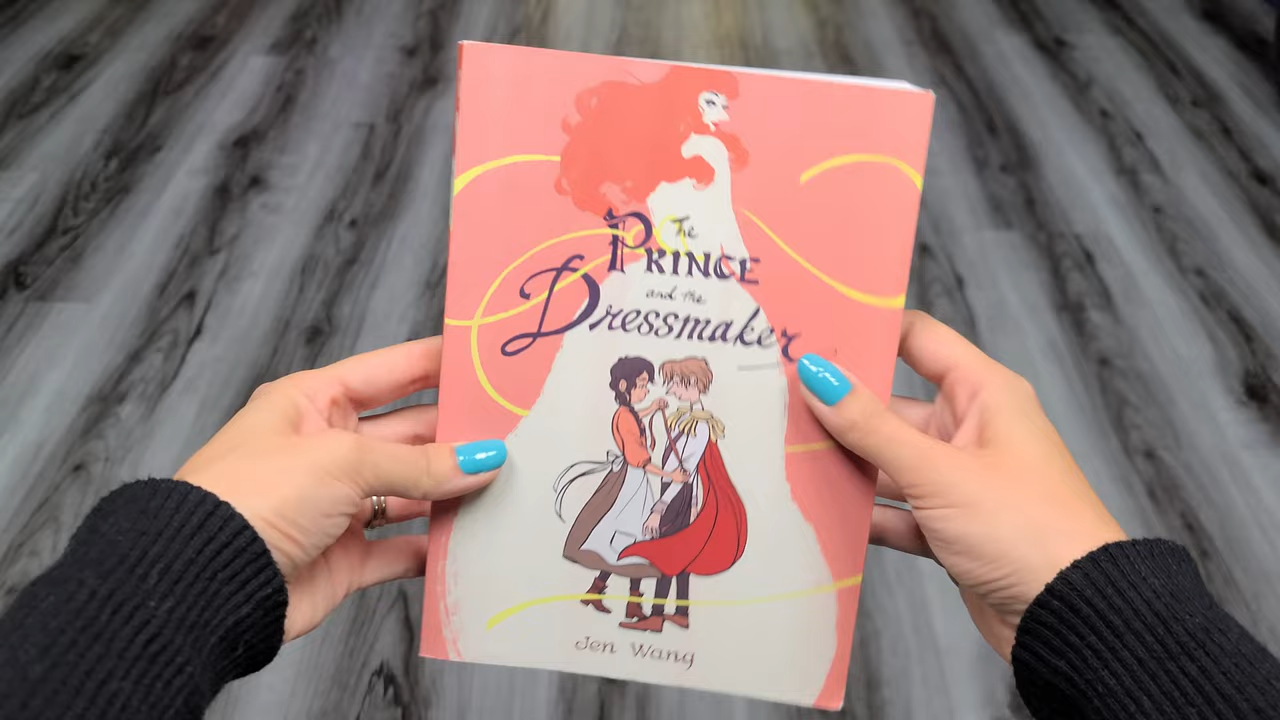 The
PRINCE
and the
Dressmaker
Jen Wang